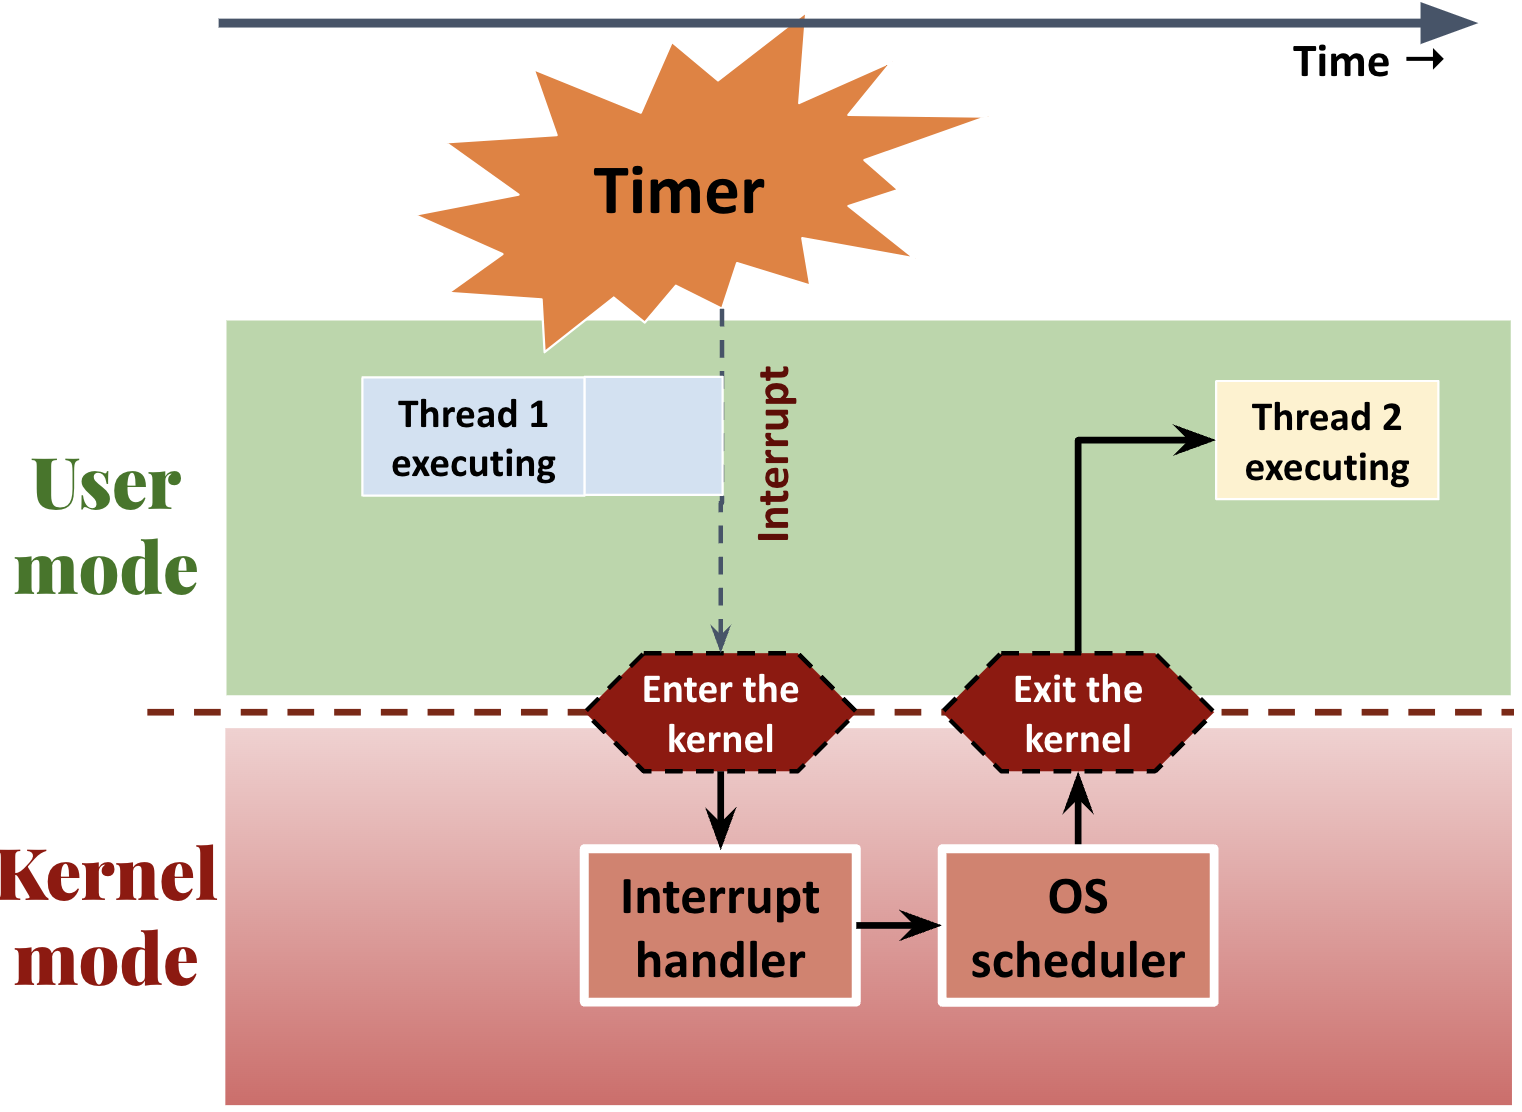 Time →
Timer
Interrupt
Thread 1
executing
Thread 2
executing
User
mode
Enter the
kernel
Exit the
kernel
Kernel
mode
Interrupt
handler
OS
scheduler